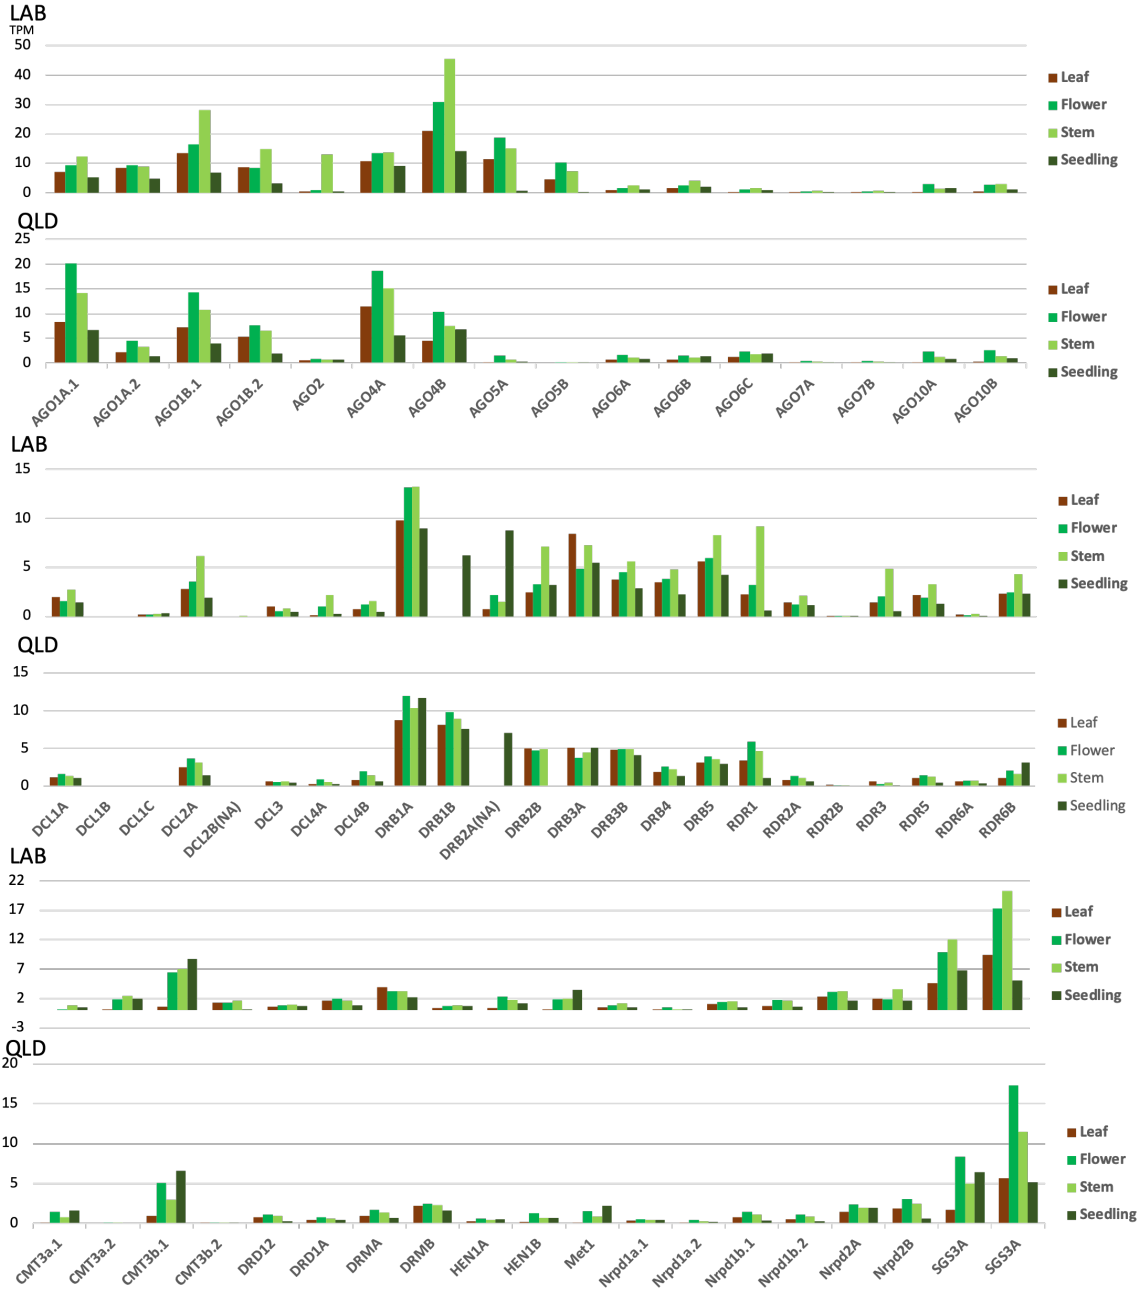 LAB
TPM
50
40
30
20
10
0
Leaf
Flower
Stem
Seedling
QLD
25
20
15
10
5
0
Leaf
Flower
Stem
Seedling
AGO1A.1 AGO1A.2 AGO1B.1 AGO1B.2 AGO2 AGO4A AGO4B AGO5A AGO5B AGO6A AGO6B AGO6C AGO7A AGO7B AGO10A AGO10B
LAB
15
10
5
0
Leaf
Flower
Stem
Seedling
QLD
15
10
5
0
Leaf
Flower
Stem
Seedling
DCL1A DCL1B DCL1C DCL2A DCL2B(NA) DCL3 DCL4A DCL4B DRB1A DRB1B DRB2A(NA) DRB2B DRB3A DRB3B DRB4 DRB5 RDR1 RDR2A RDR2B RDR3 RDR5 RDR6A RDR6B
LAB
22
17
12
7
2
-3
Leaf
Flower
Stem
Seedling
QLD
20
15
10
5
0
Leaf
Flower
Stem
Seedling
CMT3a.1 CMT3a.2 CMT3b.1 CMT3b.2 DRD12 DRD1A DRMA DRMB HEN1A HEN1B Met1 Nrpd1a.1 Nrpd1a.2 Nrpd1b.1 Nrpd1b.2 Nrpd2A Nrpd2B SGS3A SGS3A